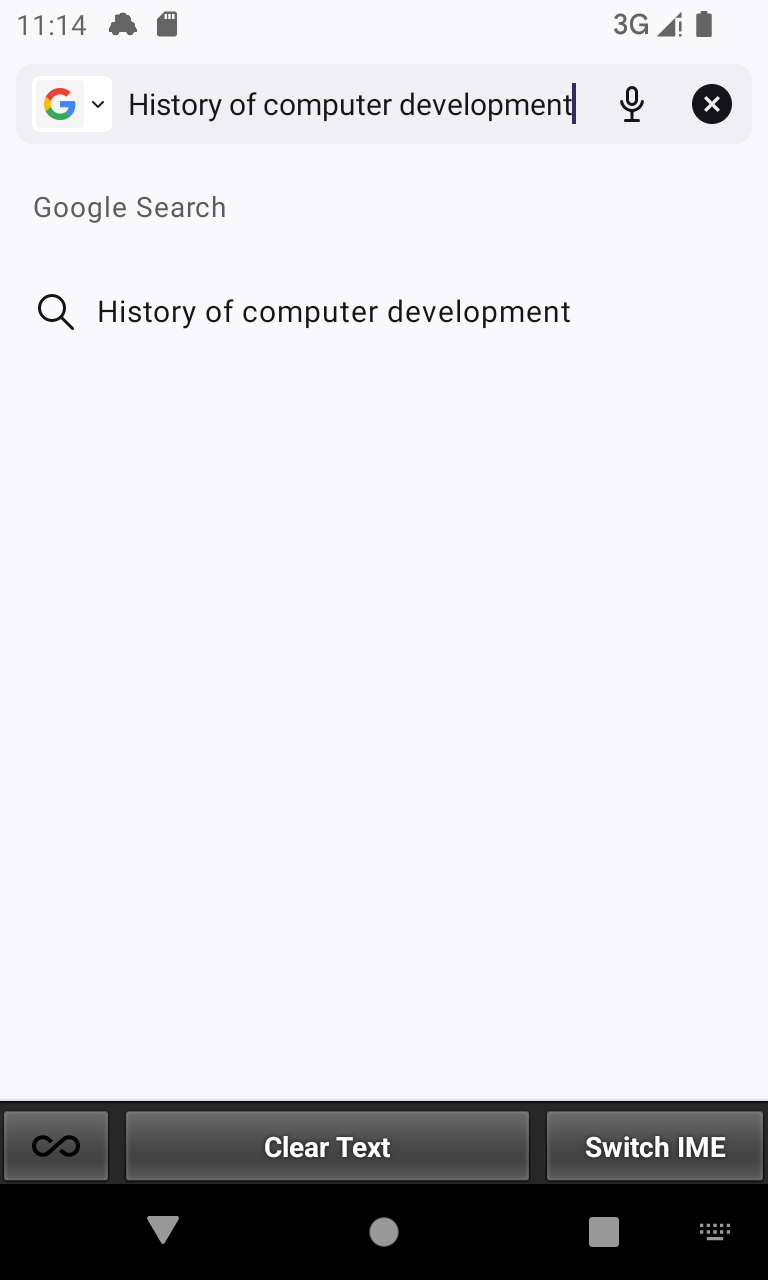 11:14 3G
History of computer development
Google Search
History of computer development
Clear Text Switch IME